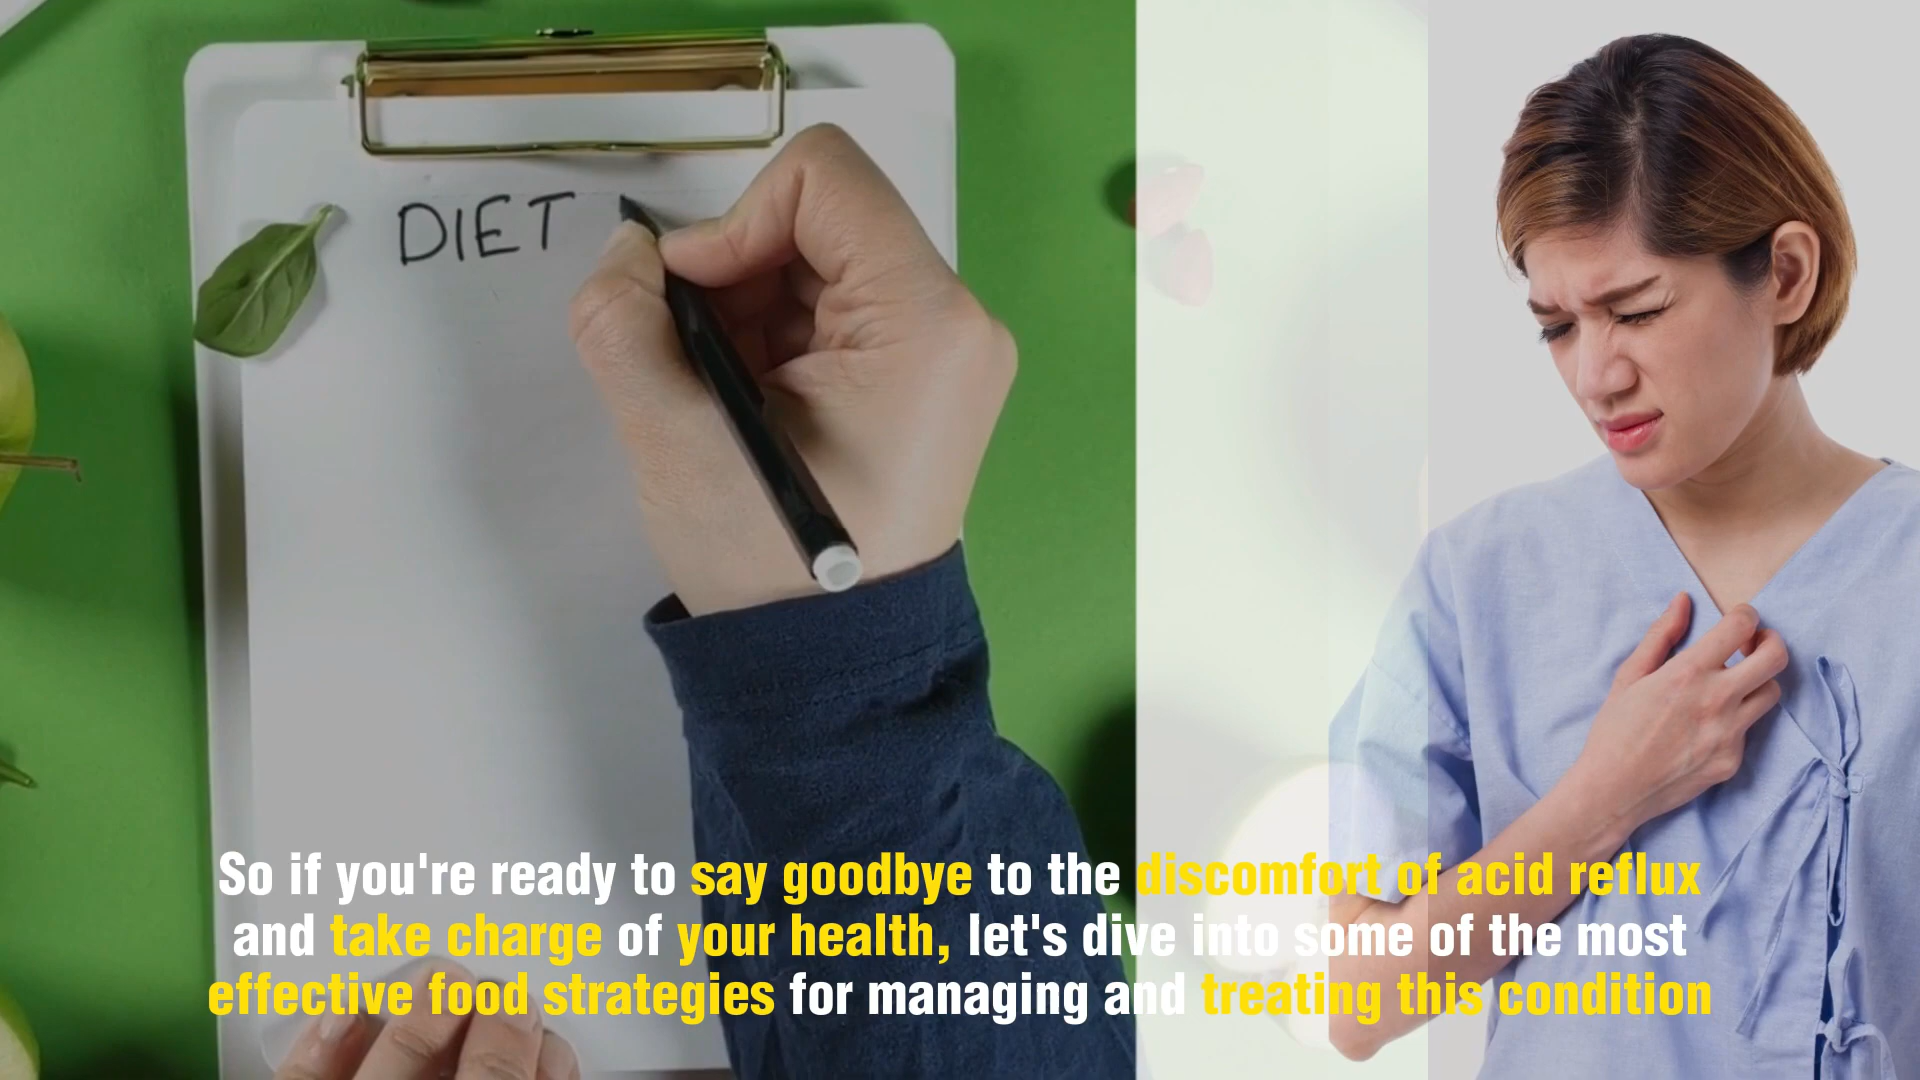 DIET
So if you're ready to say goodbye to the discomfort of acid reflux
and take charge of your health, let's dive into some of the most
effective food strategies for managing and treating this condition